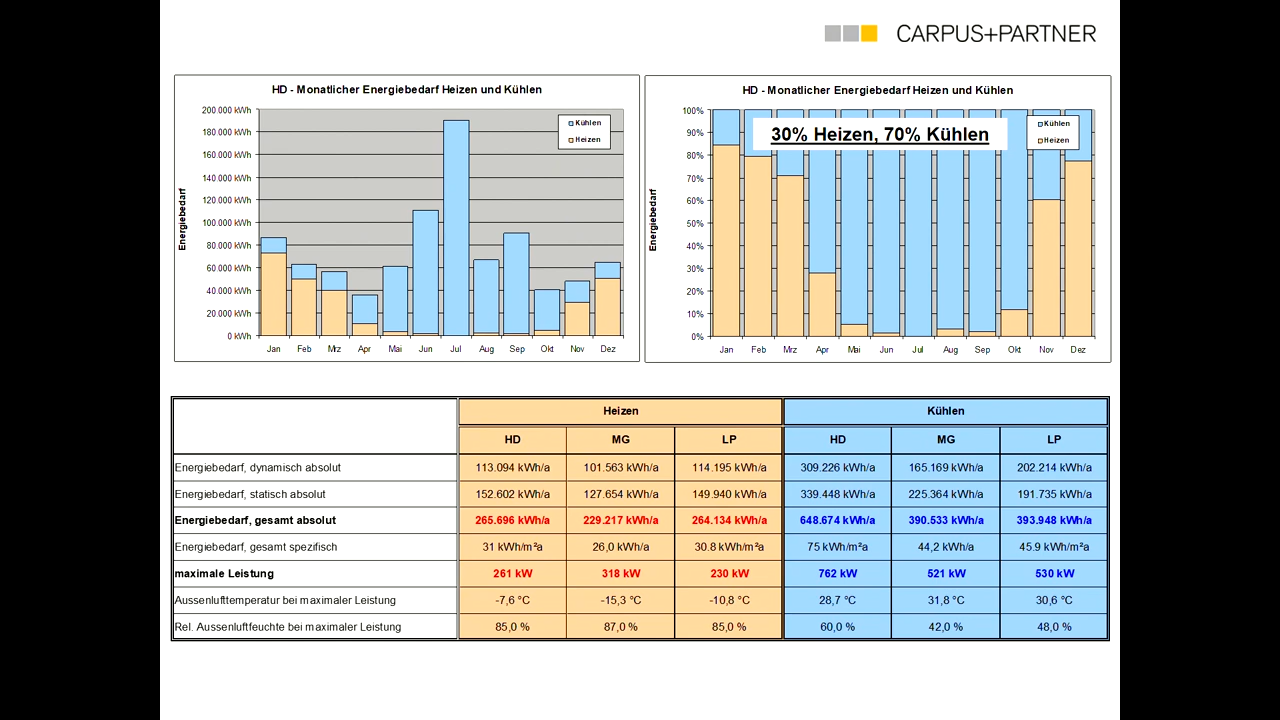 CARPUS+PARTNER
HD - Monatlicher Energiebedarf Heizen und Kühlen
200.000 kWh
180.000 kWh
160.000 kWh
140.000 kWh
120.000 kWh
100.000 kWh
80.000 kWh
60.000 kWh
40.000 kWh
20.000 kWh
0 kWh
Energiebedarf
Kühlen
Heizen
Jan Feb Mrz Apr Mai Jun Jul Aug Sep Okt Nov Dez
HD - Monatlicher Energiebedarf Heizen und Kühlen
100%
90%
80%
70%
60%
50%
40%
30%
20%
10%
0%
Energiebedarf
30% Heizen, 70% Kühlen
Kühlen
Heizen
Jan Feb Mrz Apr Mai Jun Jul Aug Sep Okt Nov Dez
Heizen Kühlen
HD MG LP HD MG LP
Energiebedarf, dynamisch absolut 113.094 kWh/a 101.563 kWh/a 114.195 kWh/a 309.226 kWh/a 165.169 kWh/a 202.214 kWh/a
Energiebedarf, statisch absolut 152.602 kWh/a 127.654 kWh/a 149.940 kWh/a 339.448 kWh/a 225.364 kWh/a 191.735 kWh/a
Energiebedarf, gesamt absolut 265.696 kWh/a 229.217 kWh/a 264.134 kWh/a 648.674 kWh/a 390.533 kWh/a 393.948 kWh/a
Energiebedarf, gesamt spezifisch 31 kWh/m²a 26,0 kWh/a 30.8 kWh/m²a 75 kWh/m²a 44,2 kWh/a 45.9 kWh/m²a
maximale Leistung 261 kW 318 kW 230 kW 762 kW 521 kW 530 kW
Aussenlufttemperatur bei maximaler Leistung -7,6 °C -15,3 °C -10,8 °C 28,7 °C 31,8 °C 30,6 °C
Rel. Aussenluftfeuchte bei maximaler Leistung 85,0 % 87,0 % 85,0 % 60,0 % 42,0 % 48,0 %